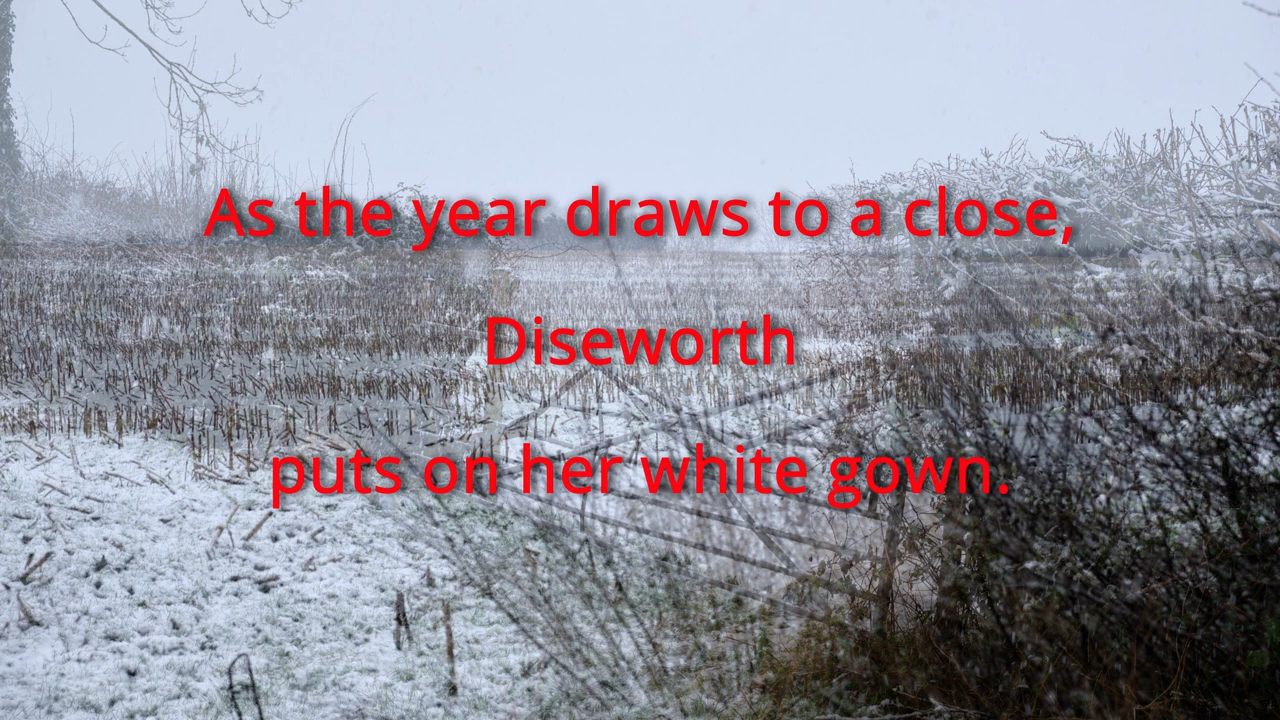 As the year draws to a close,
Diseworth
puts on her white gown.